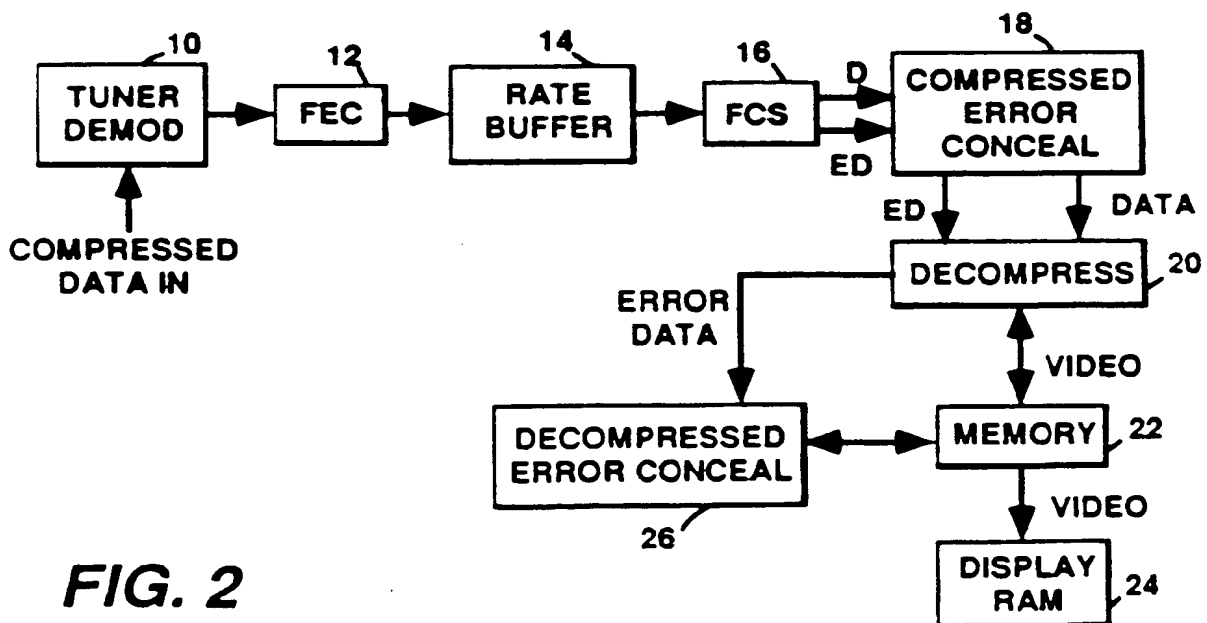 10
TUNER
DEMOD
COMPRESSED
DATA IN
12
FEC
14
RATE
BUFFER
16
FCS
D
ED
18
COMPRESSED
ERROR
CONCEAL
ED
DATA
DECOMPRESS
20
ERROR
DATA
VIDEO
DECOMPRESSED
ERROR CONCEAL
26
MEMORY
22
VIDEO
DISPLAY
RAM
24
FIG. 2